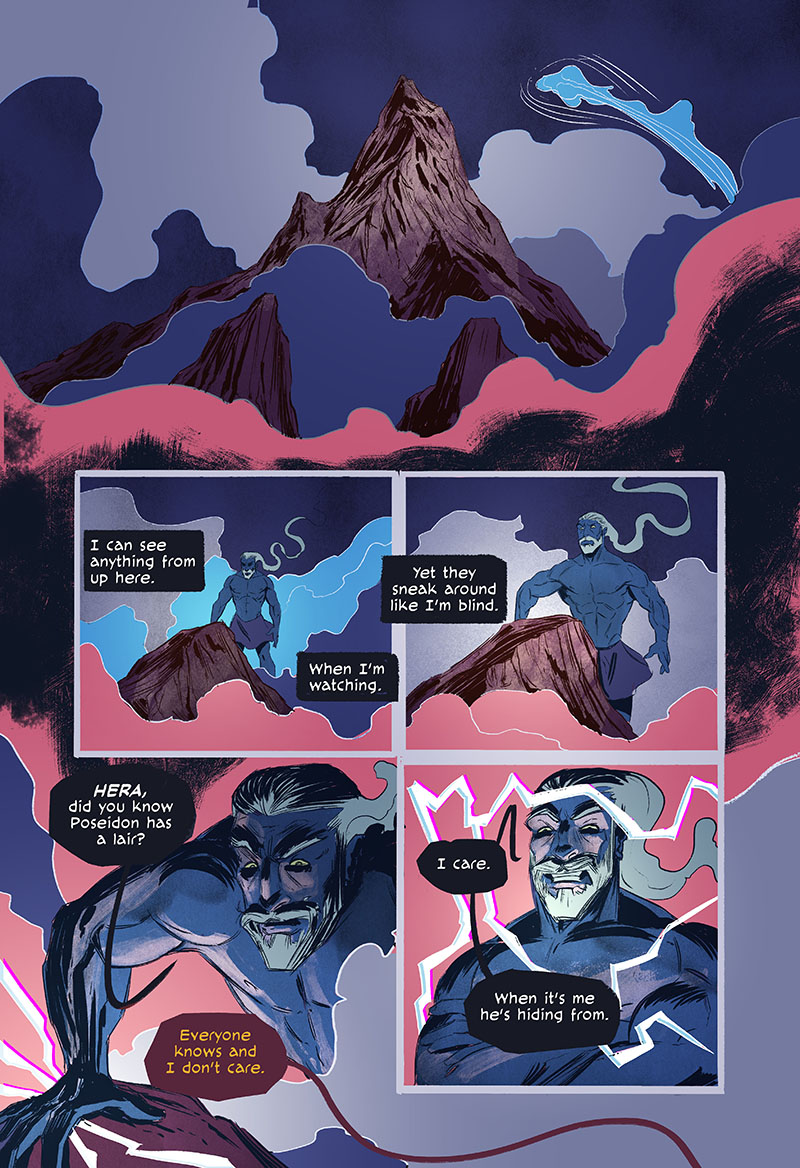 I can see
anything from
up here.
When I'm
watching.
Yet they
sneak around
like I'm blind.
HERA,
did you know
Poseidon has
a lair?
Everyone
knows and
I don't care.
I care.
When it's me
he's hiding from.